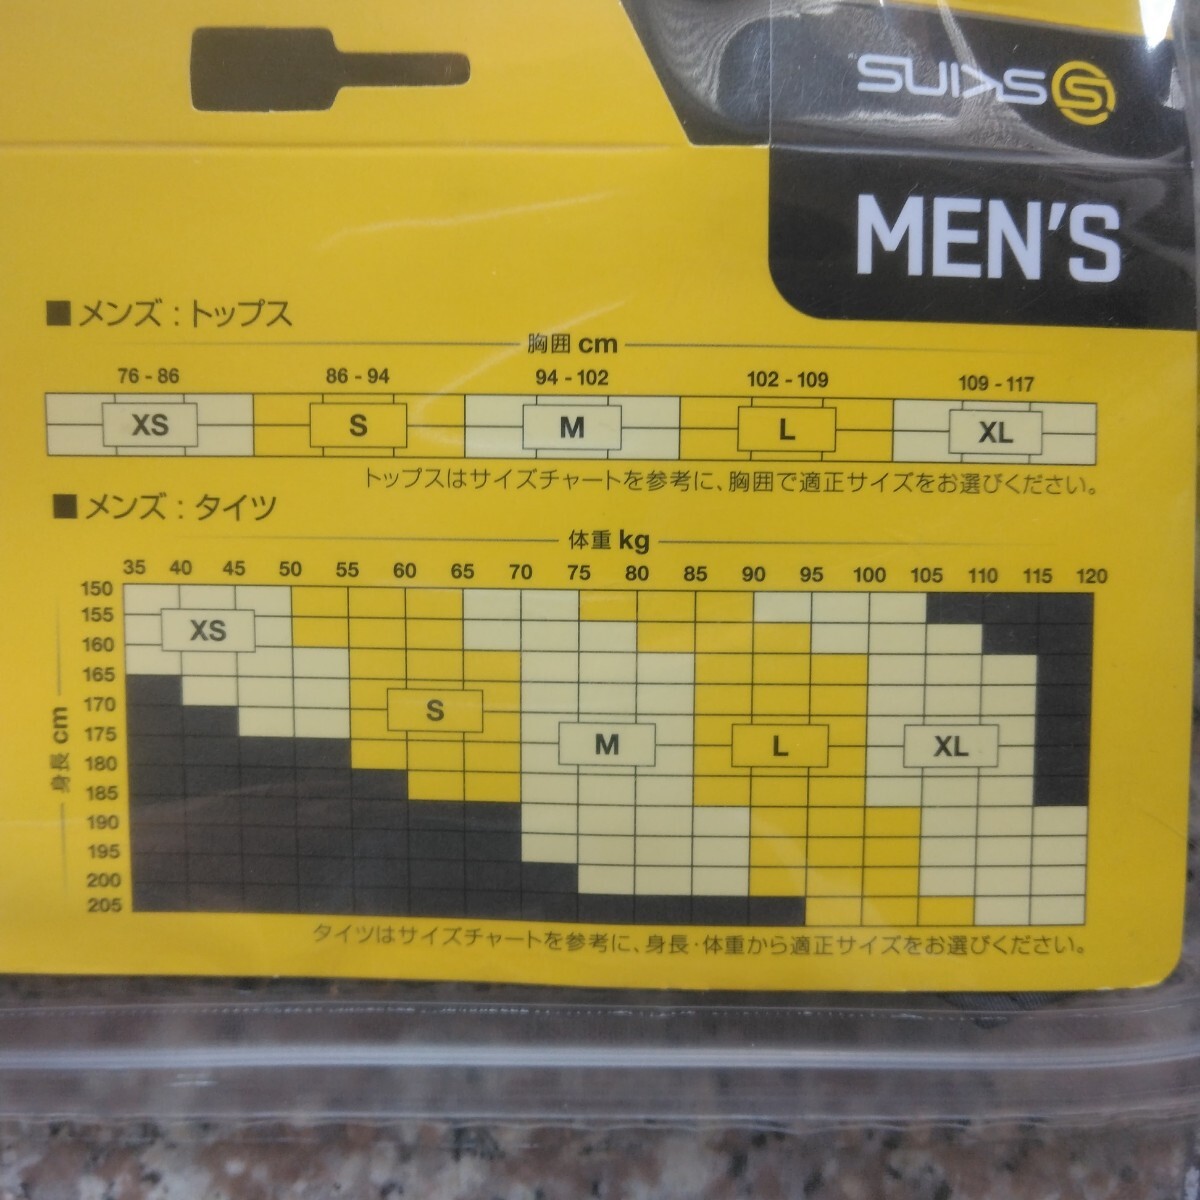 SKINS
MEN'S
■ メンズ : トップス
胸囲 cm
76 - 86 86 - 94 94 - 102 102 - 109 109 - 117
XS S M L XL
トップスはサイズチャートを参考に、胸囲で適正サイズをお選びください。
■ メンズ : タイツ
体重 kg
35 40 45 50 55 60 65 70 75 80 85 90 95 100 105 110 115 120
身長 cm
150
155
160
165
170
175
180
185
190
195
200
205
XS
S
M L XL
タイツはサイズチャートを参考に、身長・体重から適正サイズをお選びください。